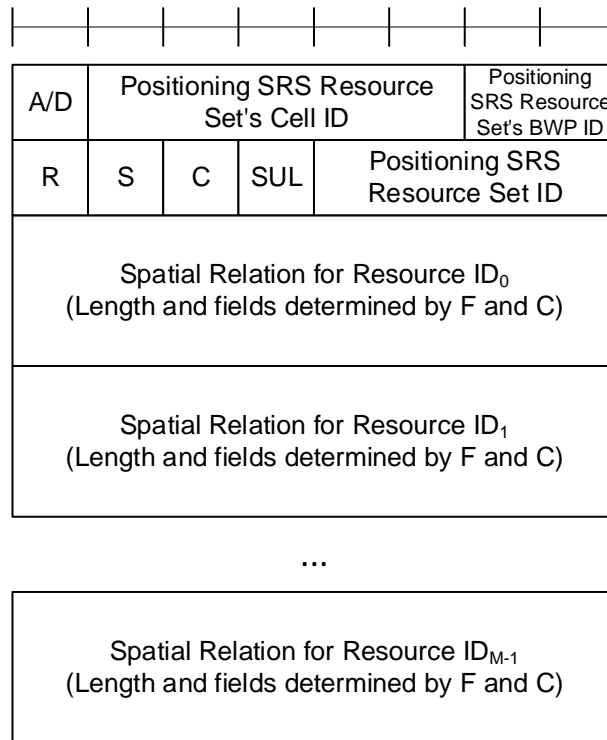 A/D
Positioning SRS Resource
Set's Cell ID
Positioning
SRS Resource
Set's BWP ID
R
S
C
SUL
Positioning SRS
Resource Set ID
Spatial Relation for Resource ID₀
(Length and fields determined by F and C)
Spatial Relation for Resource ID₁
(Length and fields determined by F and C)
...
Spatial Relation for Resource ID_M-1
(Length and fields determined by F and C)